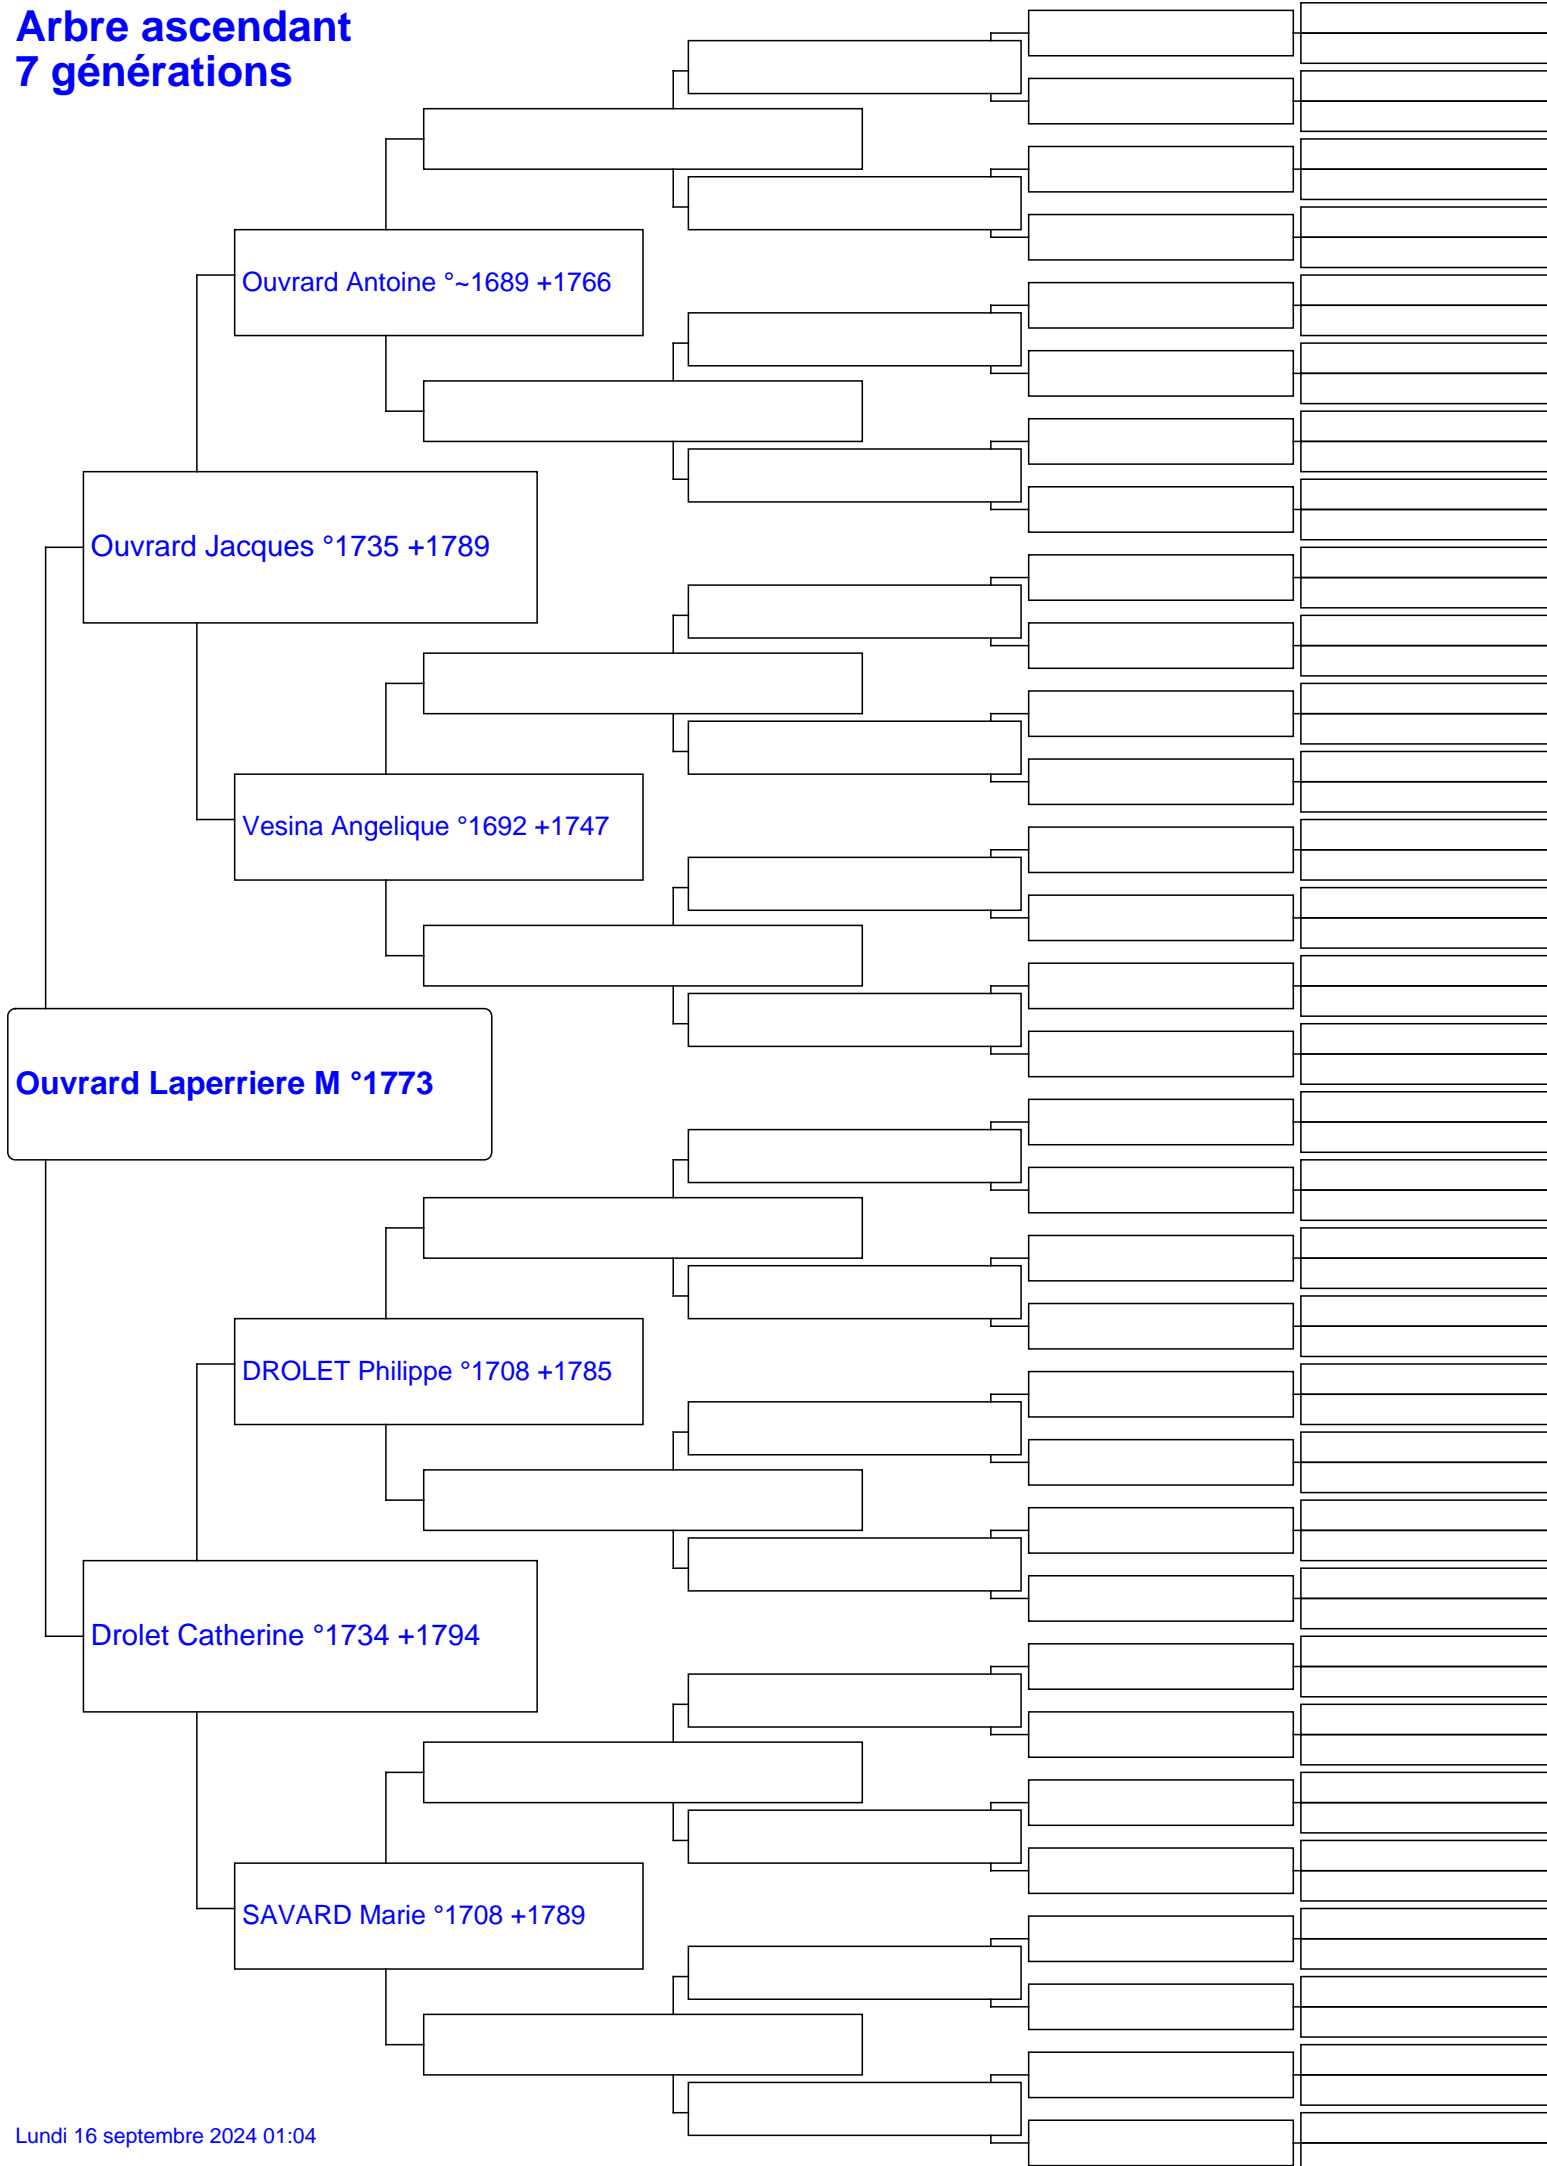 Arbre ascendant
7 générations
Ouvrard Antoine °~1689 +1766
Ouvrard Jacques °1735 +1789
Vesina Angelique °1692 +1747
Ouvrard Laperriere M °1773
DROLET Philippe °1708 +1785
Drolet Catherine °1734 +1794
SAVARD Marie °1708 +1789
Lundi 16 septembre 2024 01:04